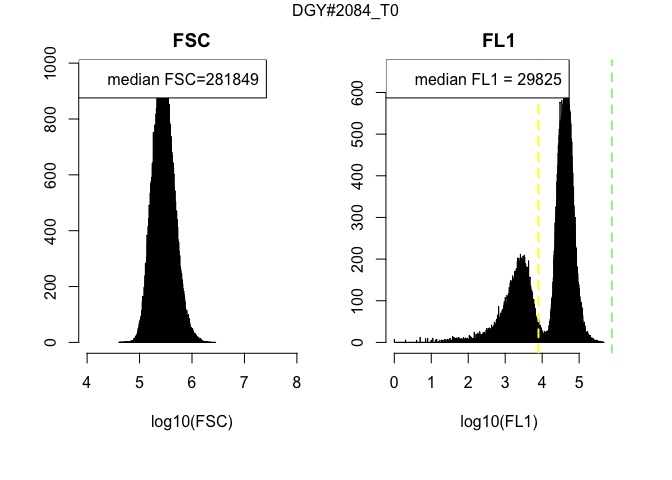 DGY#2084_T0
FSC
median FSC=281849
0 200 400 600 800 1000
4 5 6 7 8
log10(FSC)
FL1
median FL1 = 29825
0 100 200 300 400 500 600
0 1 2 3 4 5
log10(FL1)